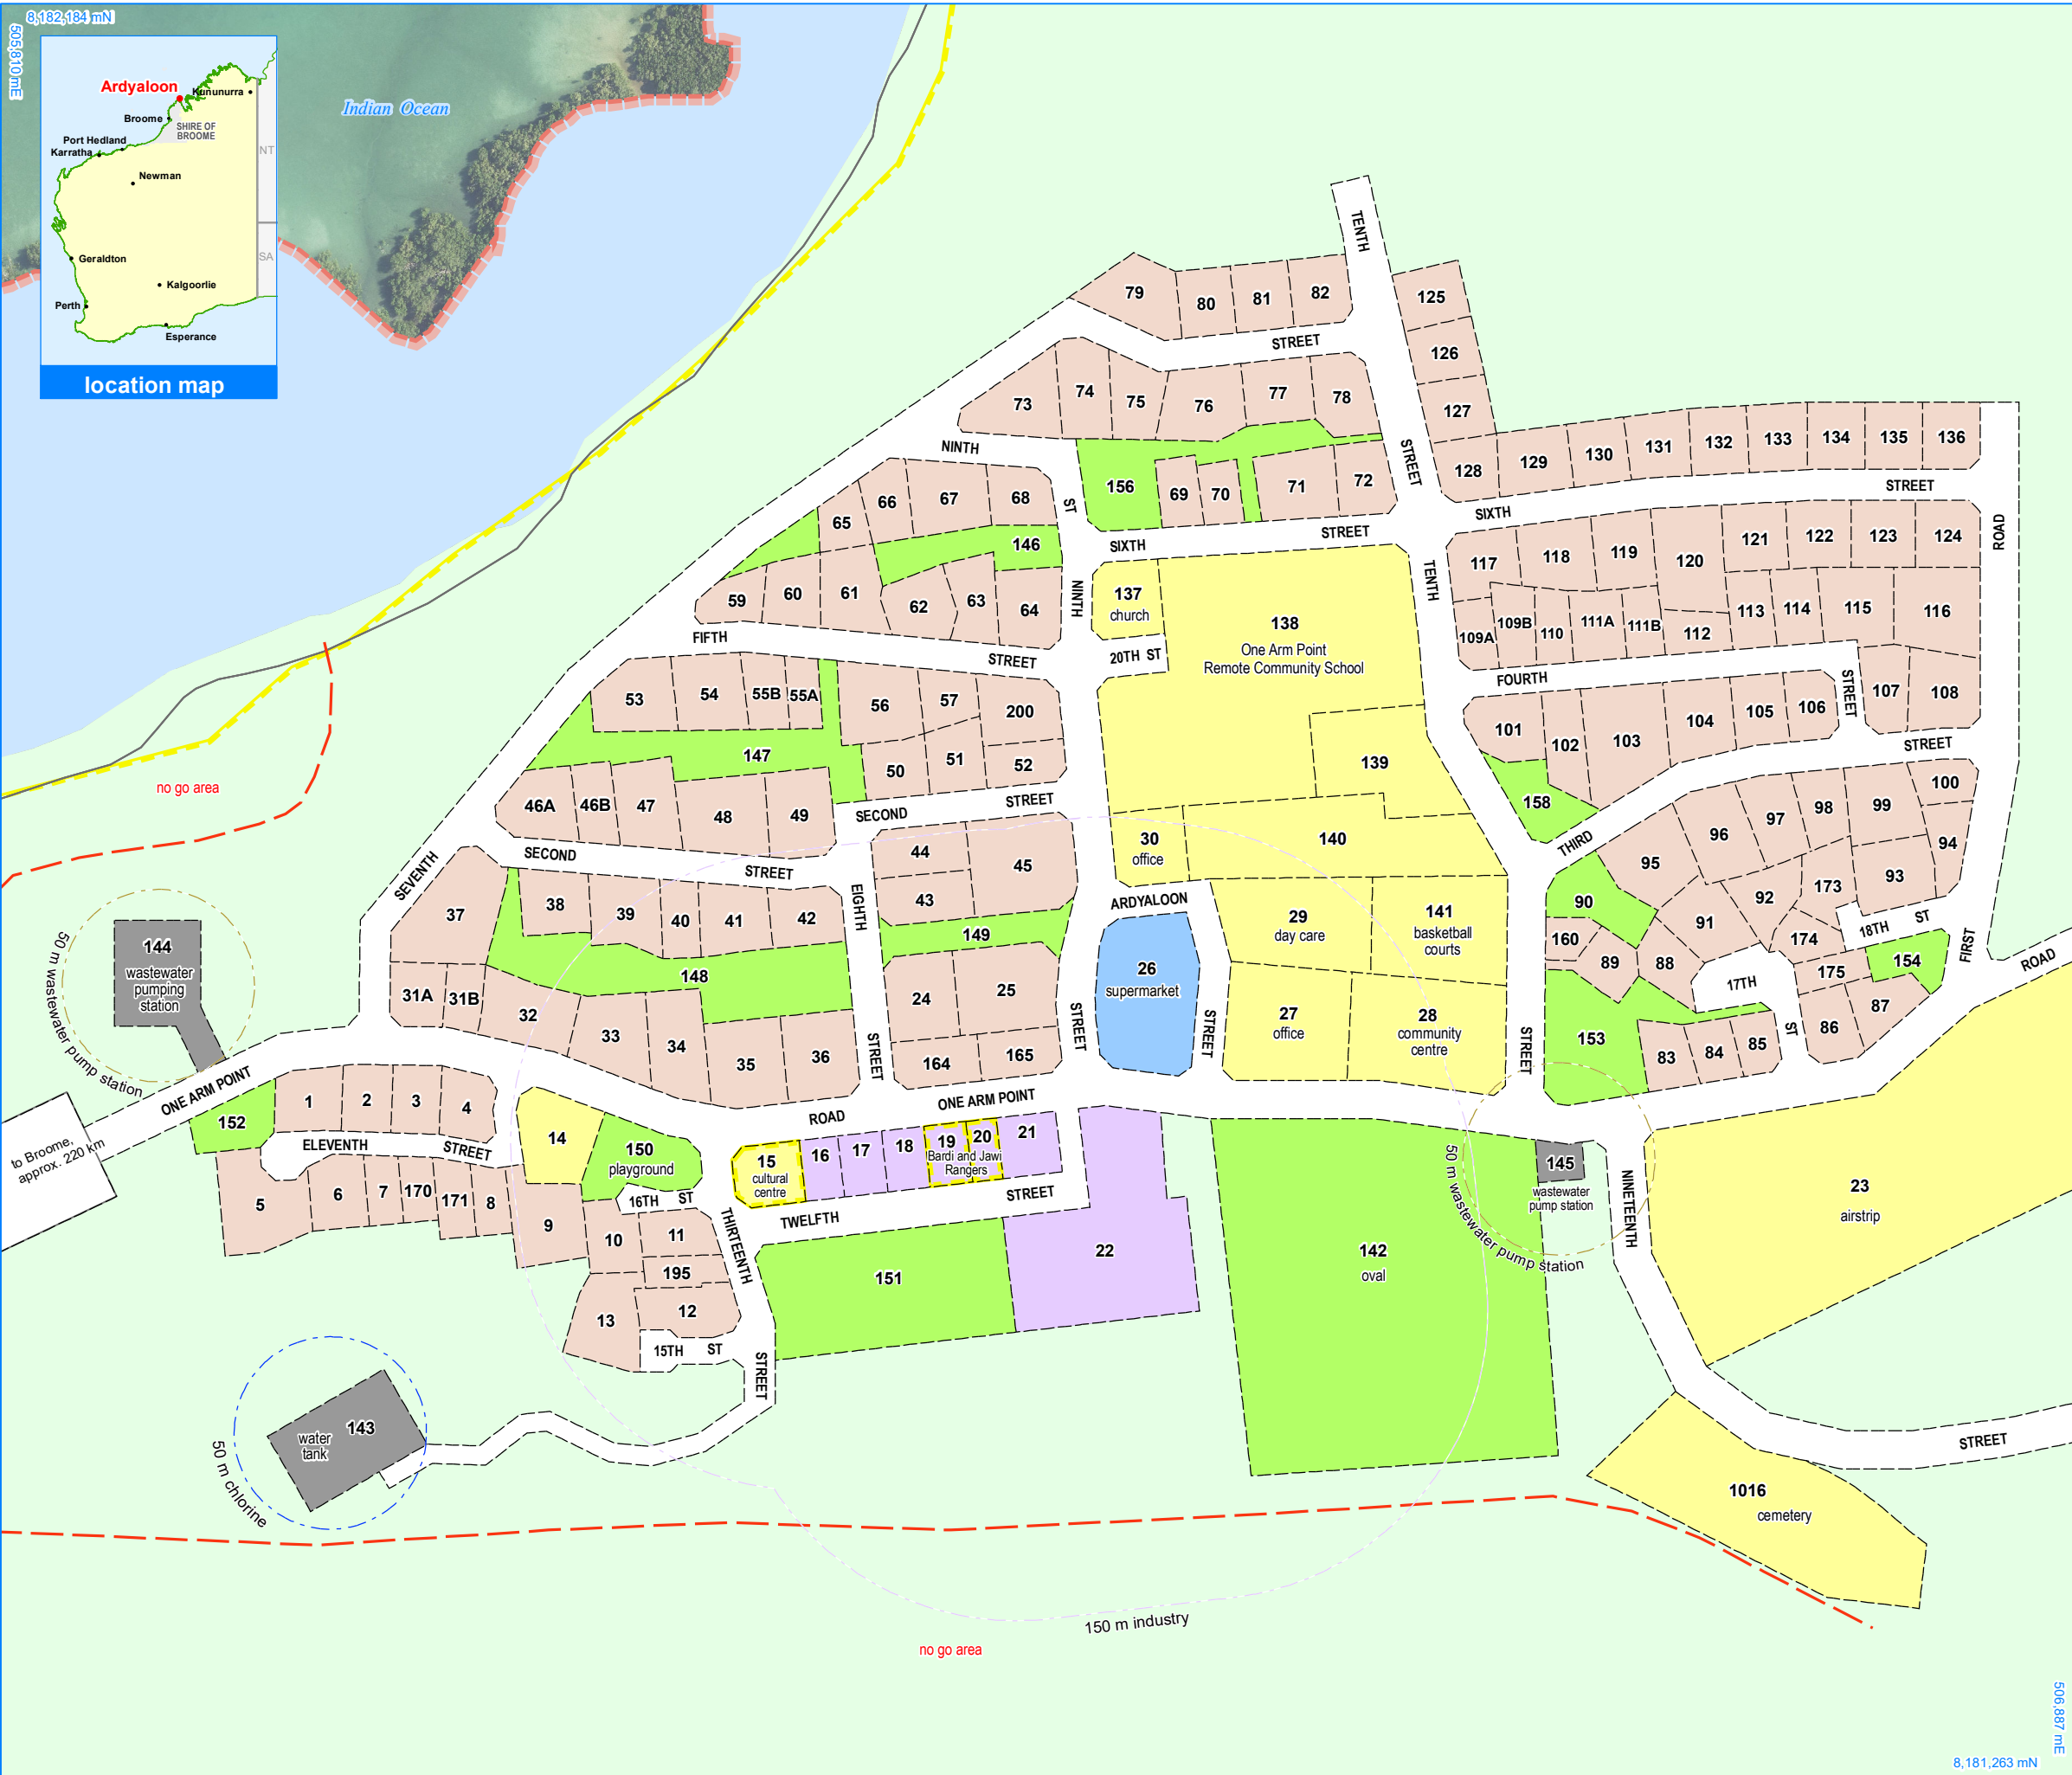 8,182,184 mN
505,810 mE
Ardyaloon
Kununurra
Broome
SHIRE OF
BROOME
Port Hedland
Karratha
NT
Newman
SA
Geraldton
Kalgoorlie
Perth
Esperance
location map
Indian Ocean
TENTH
79
80
81
82
125
STREET
126
73
74
75
76
77
78
127
NINTH
STREET
128
129
130
131
132
133
134
135
136
66
67
68
ST
156
69
70
71
72
STREET
65
SIXTH
STREET
SIXTH
ROAD
146
117
118
119
120
121
122
123
124
59
60
61
62
63
64
NINTH
137
church
138
One Arm Point
Remote Community School
TENTH
109A
109B
110
111A
111B
112
113
114
115
116
FIFTH
STREET
20TH ST
FOURTH
STREET
107
108
53
54
55B
55A
56
57
200
101
102
103
104
105
106
147
50
51
52
139
STREET
no go area
46A
46B
47
48
49
SECOND
STREET
158
100
30
office
140
THIRD
96
97
98
99
94
SECOND
STREET
44
45
43
95
93
SEVENTH
37
38
39
40
41
42
EIGHTH
ARDYALOON
29
day care
141
basketball
courts
90
91
92
173
18TH ST
149
160
89
88
174
175
154
FIRST
ROAD
144
wastewater
pumping
station
50 m wastewater pump station
148
31A
31B
32
33
34
35
36
24
25
26
supermarket
17TH
ST
87
86
STREET
STREET
STREET
27
office
28
community
centre
STREET
153
83
84
85
164
165
ONE ARM POINT
ROAD
ONE ARM POINT
to Broome,
approx. 220 km
152
1
2
3
4
ELEVENTH
STREET
14
150
playground
15
cultural
centre
16
17
18
19
20
Bardi and Jawi
Rangers
21
145
wastewater
pump station
50 m wastewater pump station
NINETEENTH
23
airstrip
5
6
7
170
171
8
9
16TH ST
TWELFTH
STREET
10
11
THIRTEENTH
195
12
13
151
22
142
oval
15TH ST
STREET
143
water
tank
50 m chlorine
STREET
1016
cemetery
150 m industry
no go area
506,887 mE
8,181,263 mN